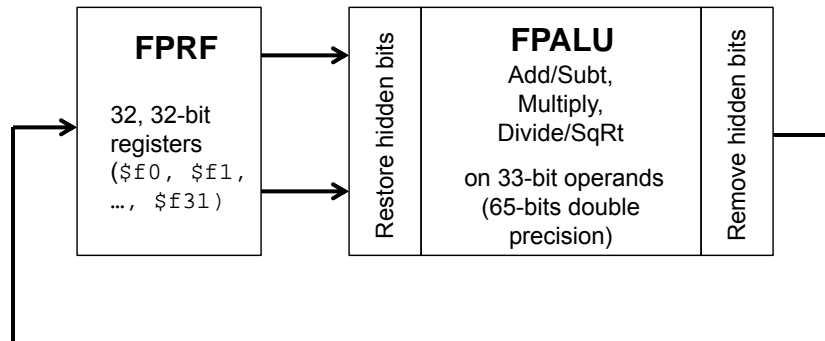 FPRF
32, 32-bit
registers
($f0, $f1,
…, $f31)
Restore hidden bits
FPALU
Add/Subt,
Multiply,
Divide/SqRt
on 33-bit operands
(65-bits double
precision)
Remove hidden bits